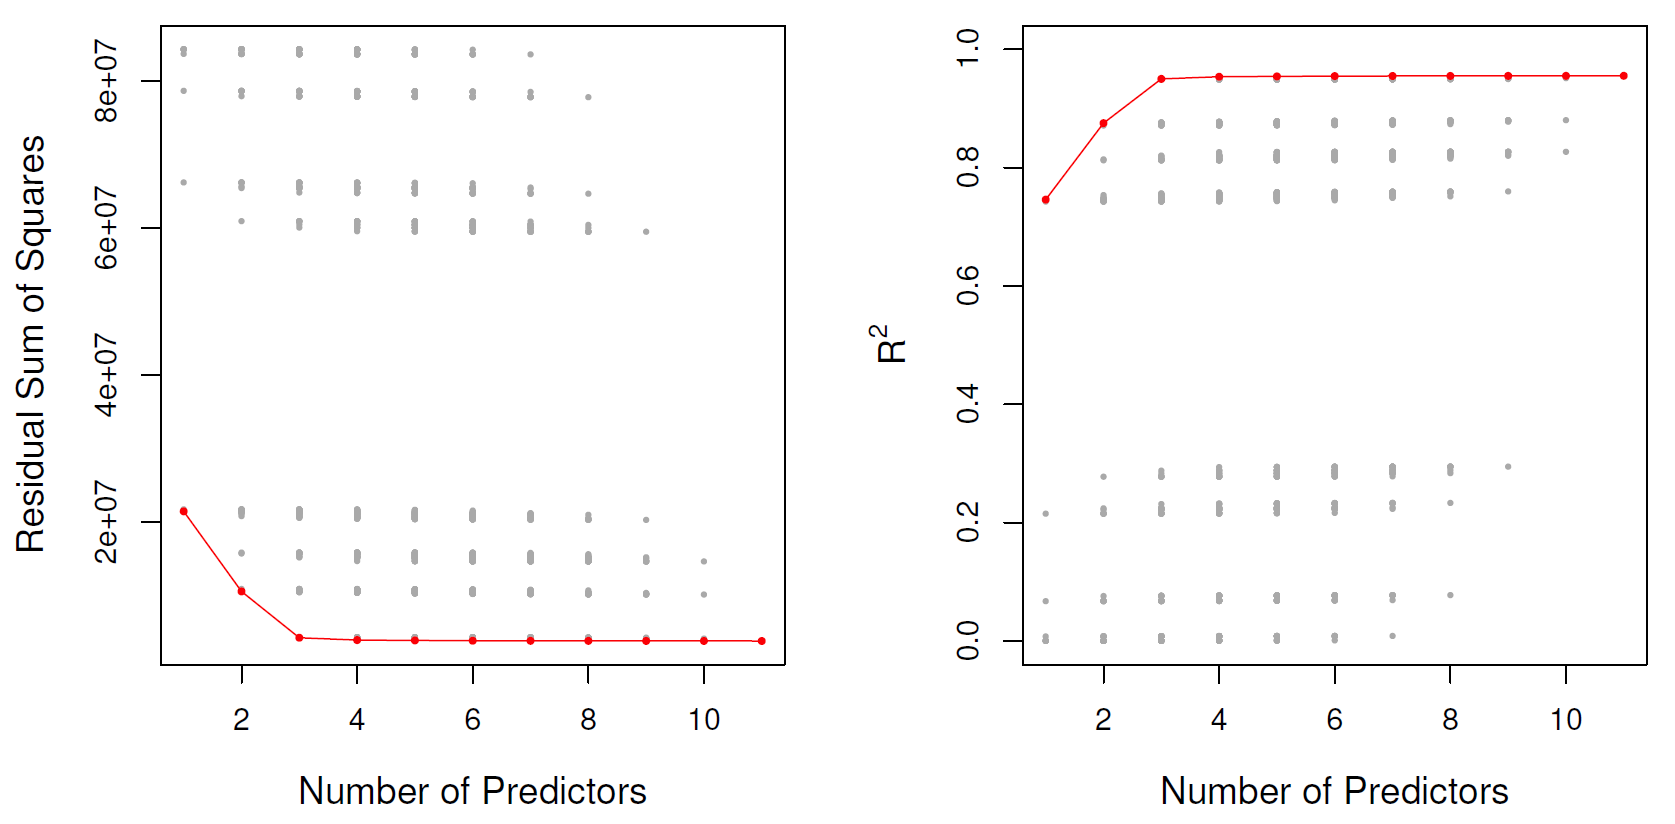 Residual Sum of Squares
8e+07
6e+07
4e+07
2e+07
2 4 6 8 10
Number of Predictors
R²
1.0
0.8
0.6
0.4
0.2
0.0
2 4 6 8 10
Number of Predictors